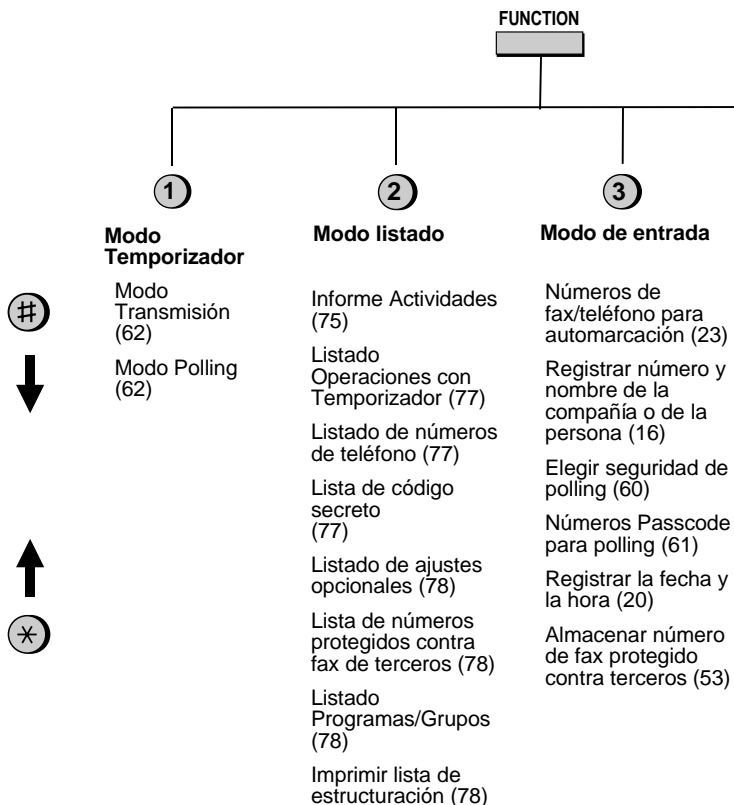 FUNCTION
1
2
3
Modo
Temporizador
Modo listado
Modo de entrada
#
Modo
Transmisión
(62)
Modo Polling
(62)
Informe Actividades
(75)
Listado
Operaciones con
Temporizador (77)
Listado de números
de teléfono (77)
Lista de código
secreto
(77)
Listado de ajustes
opcionales (78)
Lista de números
protegidos contra
fax de terceros (78)
Listado
Programas/Grupos
(78)
Imprimir lista de
estructuración (78)
Números de
fax/teléfono para
automarcación (23)
Registrar número y
nombre de la
compañía o de la
persona (16)
Elegir seguridad de
polling (60)
Números Passcode
para polling (61)
Registrar la fecha y
la hora (20)
Almacenar número
de fax protegido
contra terceros (53)
*